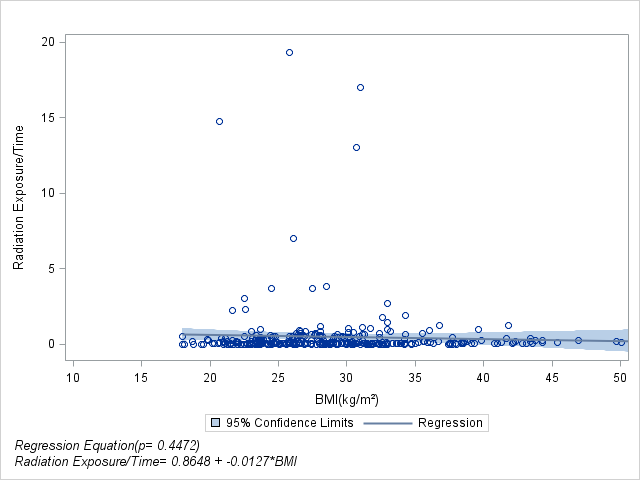 20
15
10
5
0
Radiation Exposure/Time
10 15 20 25 30 35 40 45 50
BMI(kg/m²)
95% Confidence Limits Regression
Regression Equation(p= 0.4472)
Radiation Exposure/Time= 0.8648 + -0.0127*BMI